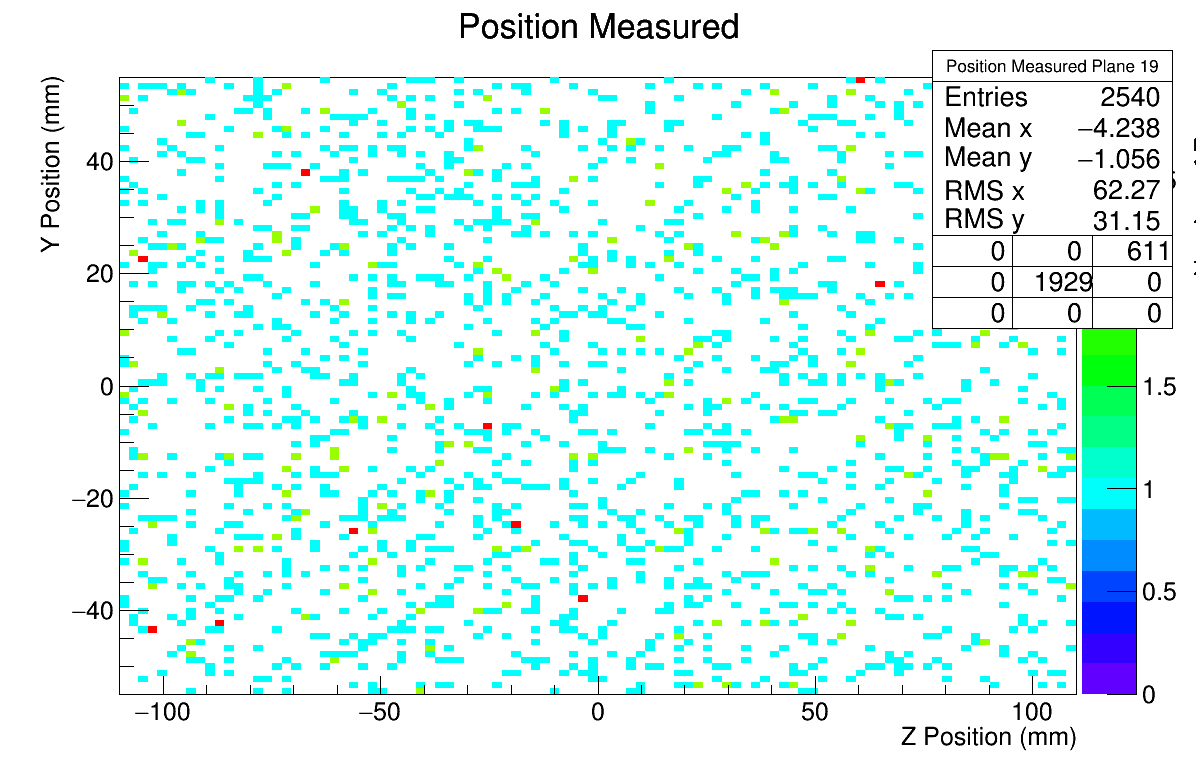 Position Measured
Y Position (mm)
Position Measured Plane 19
Entries 2540
Mean x −4.238
Mean y −1.056
RMS x 62.27
RMS y 31.15
0 0 611
0 1929 0
0 0 0
40
20
0
−20
−40
1.5
1
0.5
0
−100 −50 0 50 100
Z Position (mm)